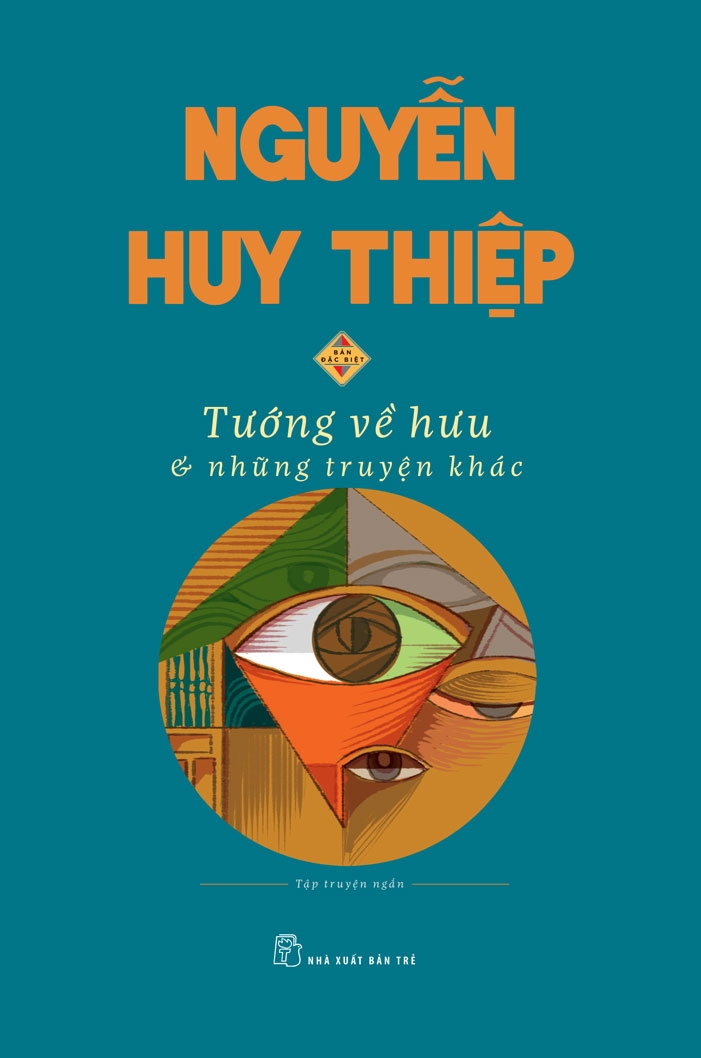 NGUYỄN
HUY THIỆP
BẢN
ĐẶC BIỆT
Tướng về hưu
& những truyện khác
Tập truyện ngắn
NHÀ XUẤT BẢN TRẺ